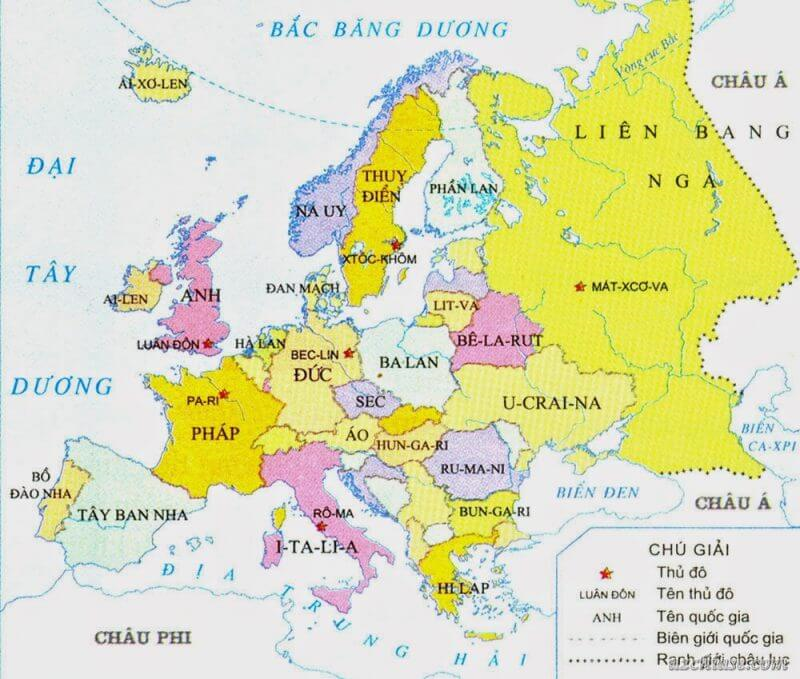 BẮC BĂNG DƯƠNG
Vòng cực Bắc
CHÂU Á
AI-XƠ-LEN
LIÊN BANG
NGA
ĐẠI
TÂY
DƯƠNG
THUỴ
ĐIỂN
PHẦN LAN
NA UY
XTỐC-KHÔM
ĐAN MẠCH
MÁT-XCƠ-VA
AI-LEN
ANH
LIT-VA
BÊ-LA-RUT
LUÂN ĐÔN
HÀ LAN
BEC-LIN
ĐỨC
BA LAN
PA-RI
PHÁP
SEC
U-CRAI-NA
ÁO
HUN-GA-RI
BIỂN
CA-XPI
RU-MA-NI
BỒ
ĐÀO NHA
TÂY BAN NHA
BIỂN ĐEN
CHÂU Á
RÔ-MA
BUN-GA-RI
I-TA-LI-A
HI LẠP
ĐỊA TRUNG HẢI
CHÂU PHI
CHÚ GIẢI
Thủ đô
LUÂN ĐÔN Tên thủ đô
ANH Tên quốc gia
Biên giới quốc gia
Ranh giới châu lục